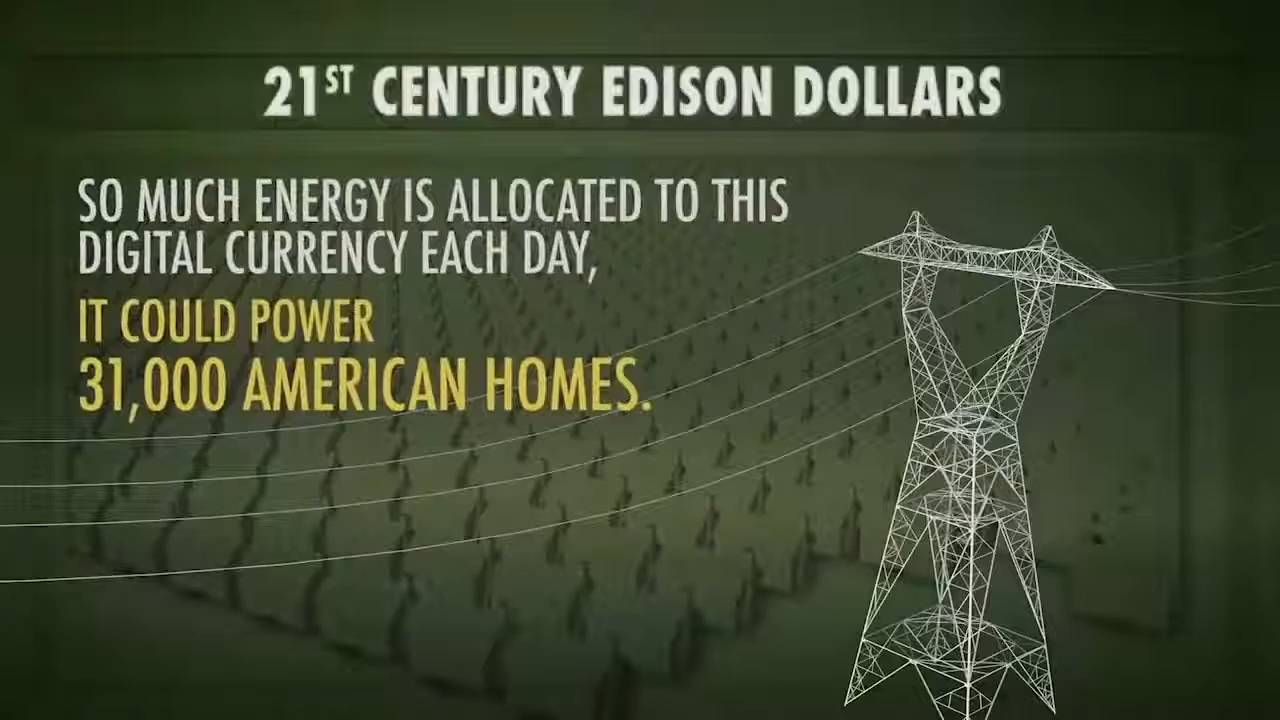 21ST CENTURY EDISON DOLLARS
SO MUCH ENERGY IS ALLOCATED TO THIS
DIGITAL CURRENCY EACH DAY,
IT COULD POWER
31,000 AMERICAN HOMES.